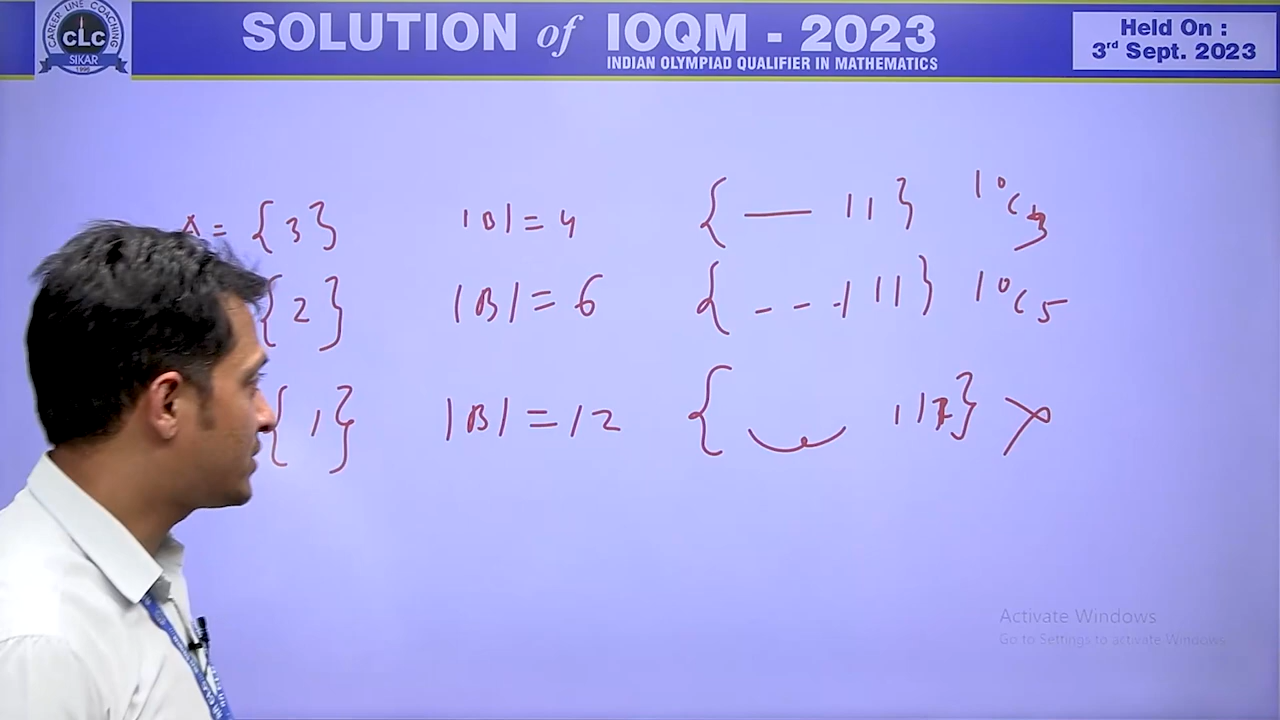 CAREER LINE COACHING
CLC
SIKAR
1996
SOLUTION of IOQM - 2023
INDIAN OLYMPIAD QUALIFIER IN MATHEMATICS
Held On :
3rd Sept. 2023
= {3} |B| = 4 { — 11} 10C3
{2} |B| = 6 { - - - 11} 10C5
{1} |B| = 12 { 11} ×
Activate Windows
Go to Settings to activate Windows.